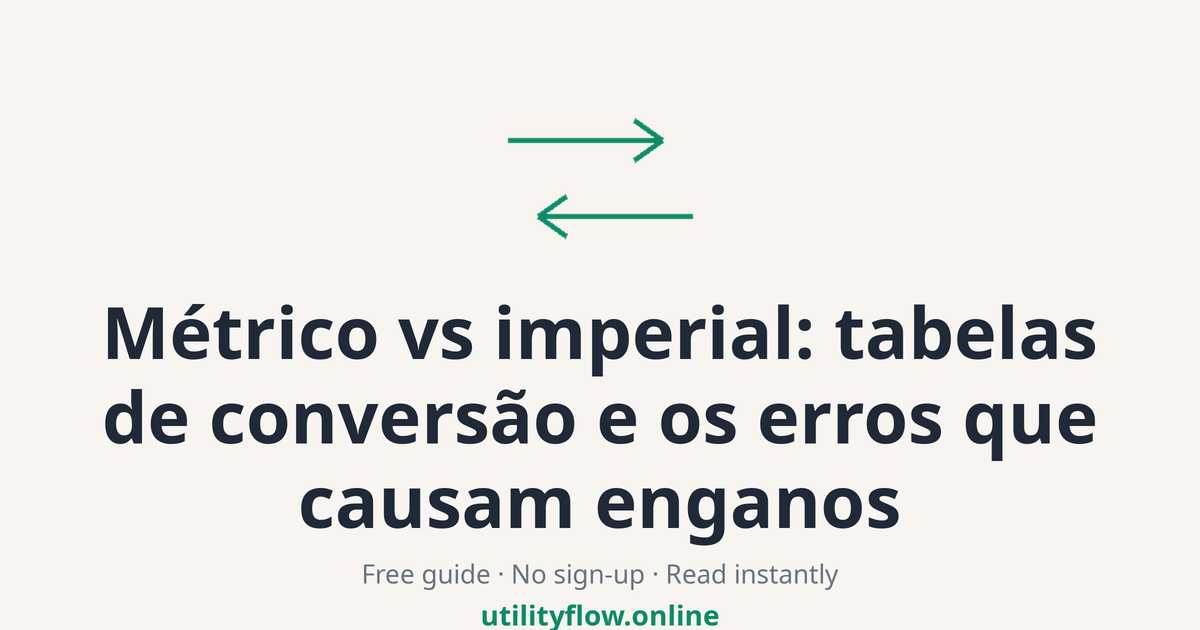 Métrico vs imperial: tabelas
de conversão e os erros que
causam enganos
Free guide · No sign-up · Read instantly
utilityflow.online